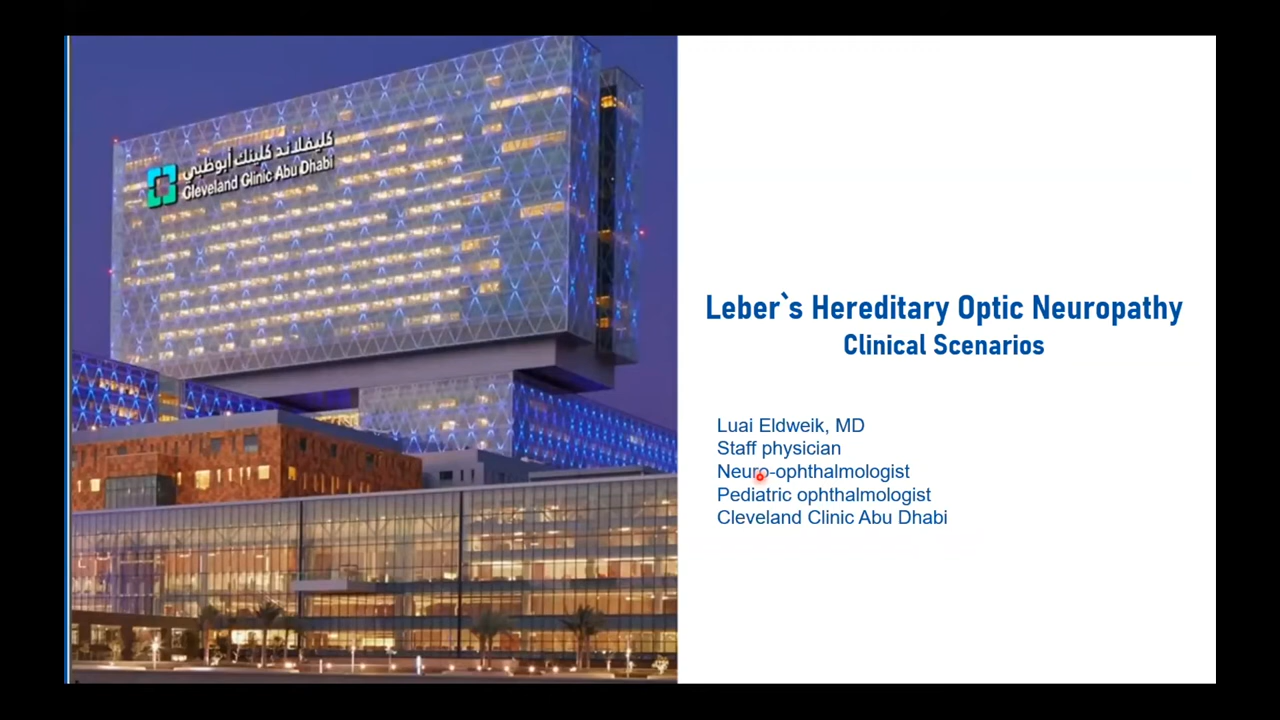 كليفلاند كلينك أبوظبي
Cleveland Clinic Abu Dhabi
Leber`s Hereditary Optic Neuropathy
Clinical Scenarios
Luai Eldweik, MD
Staff physician
Neuro-ophthalmologist
Pediatric ophthalmologist
Cleveland Clinic Abu Dhabi